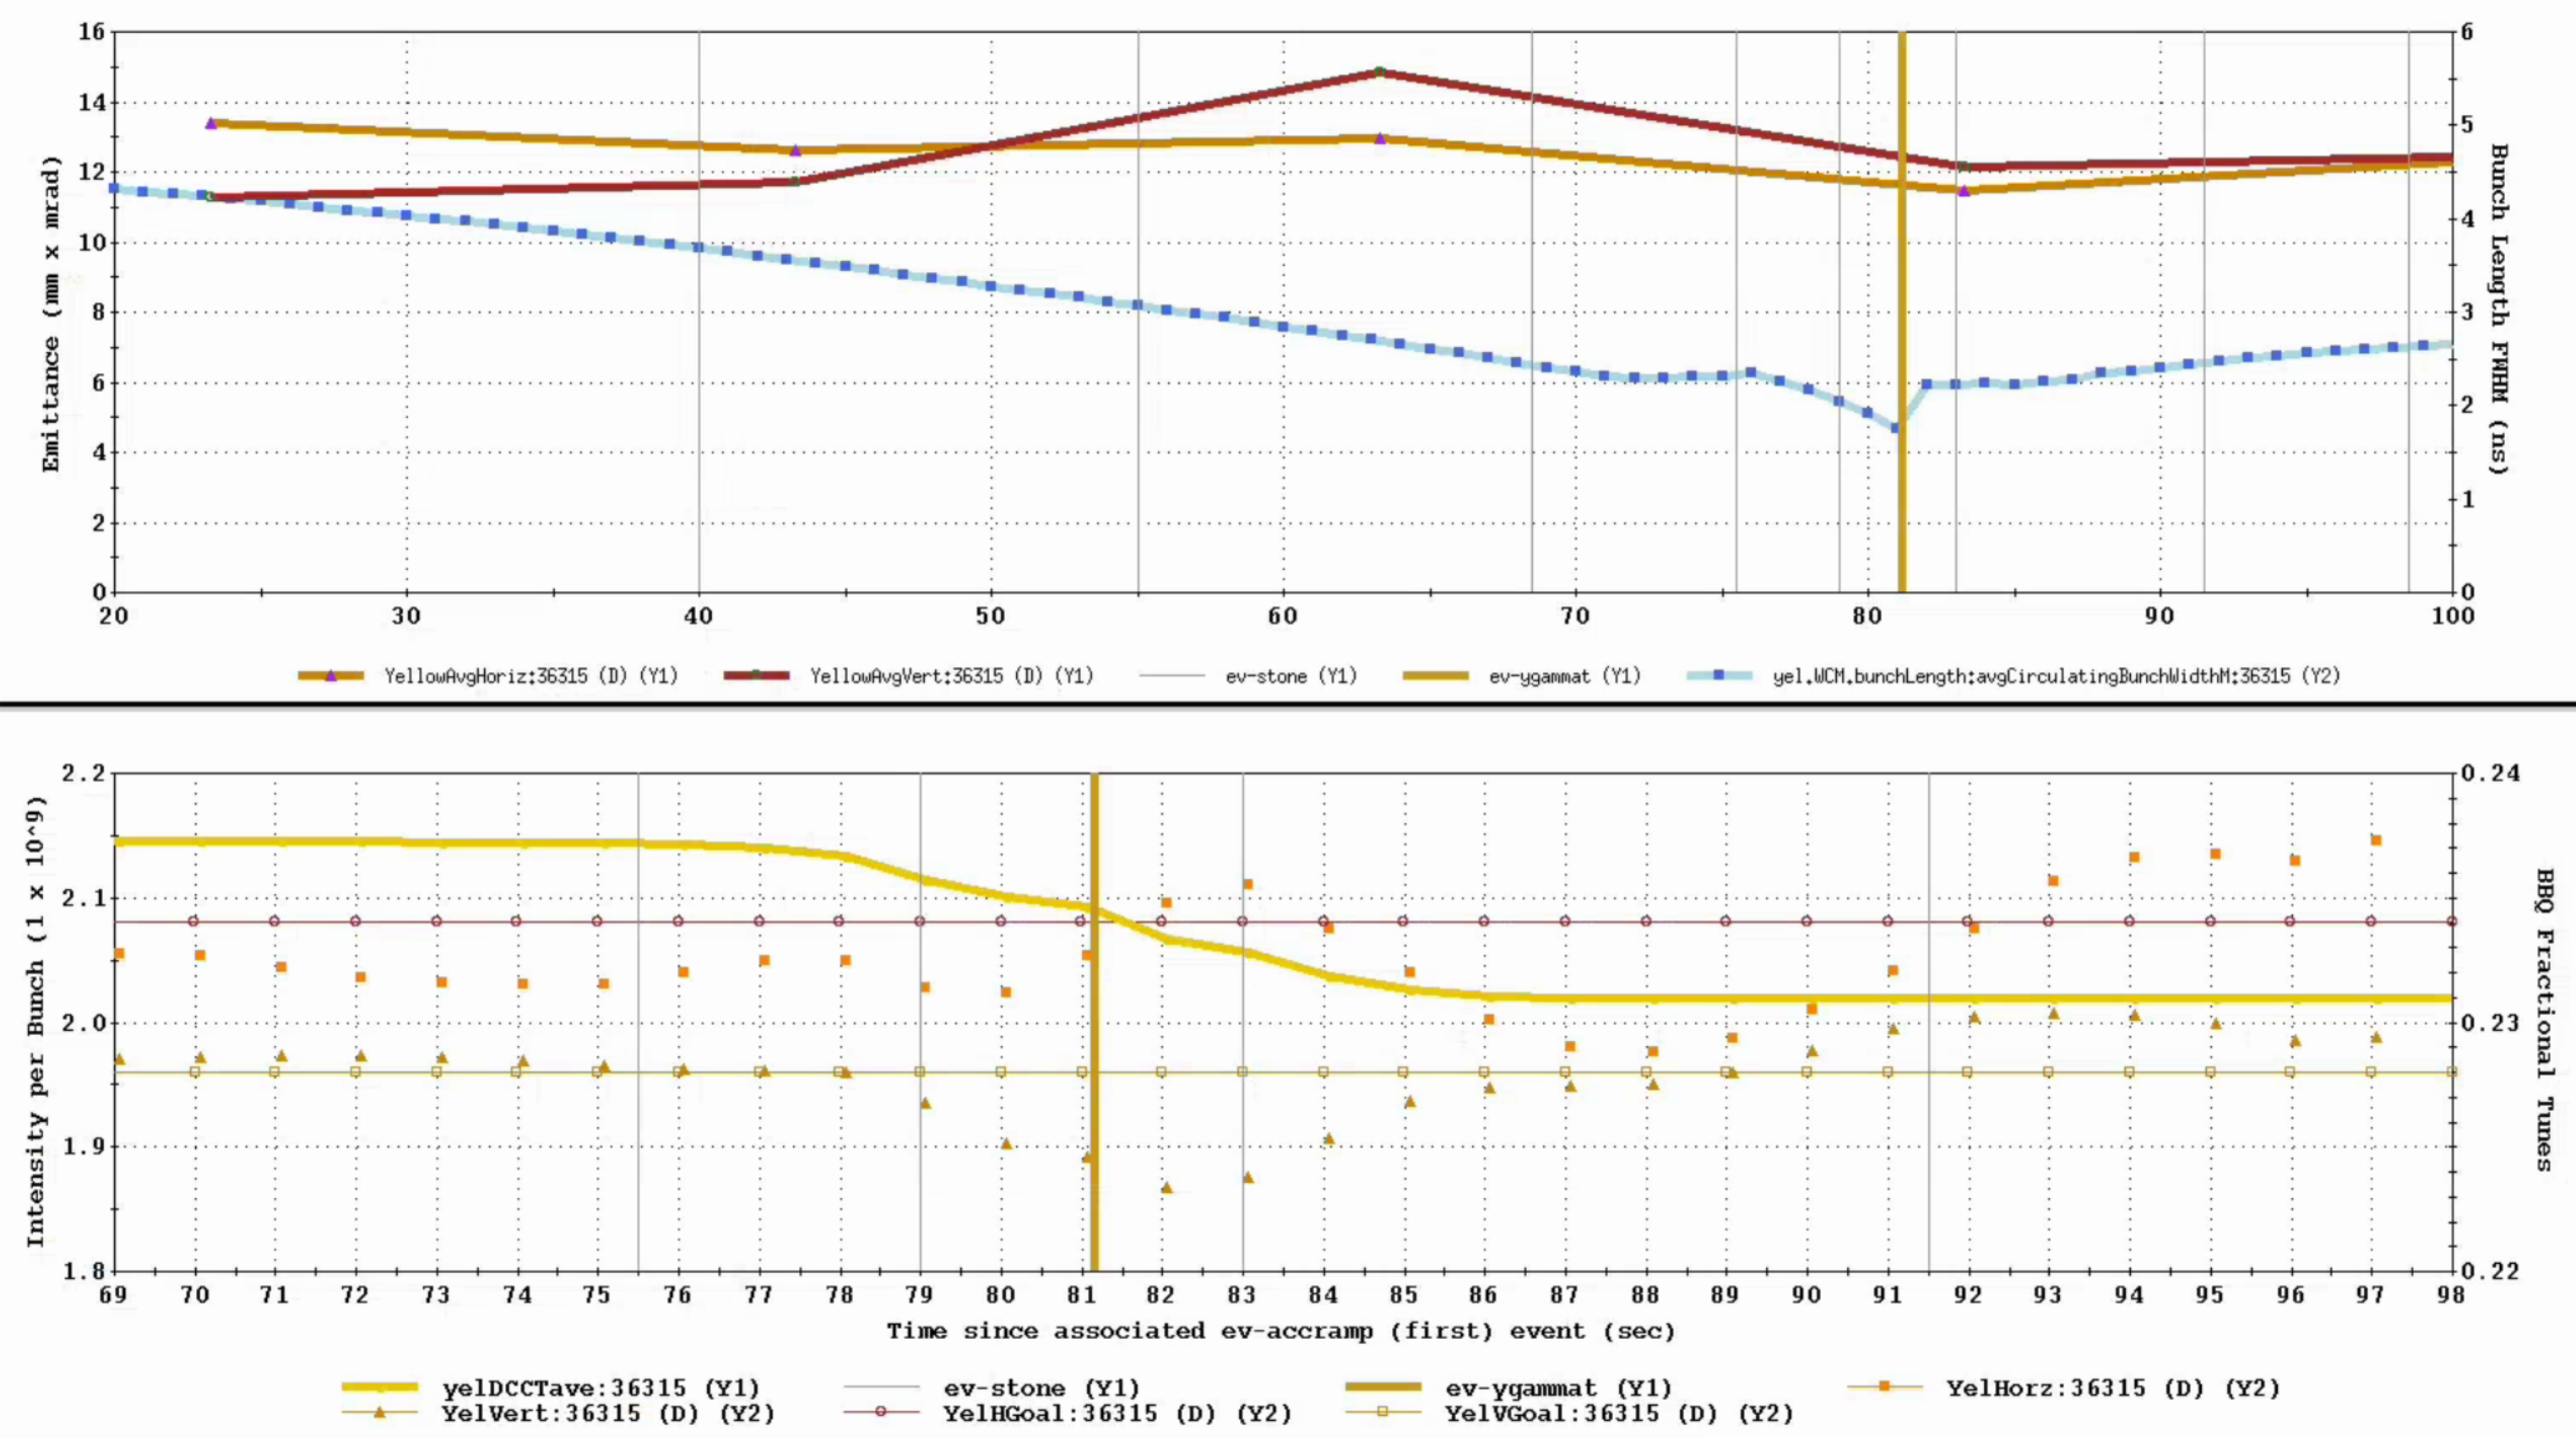 16
14
12
10
8
6
4
2
0
Emittance (mm x mrad)
6
5
4
3
2
1
0
Bunch Length FWHM (ns)
20 30 40 50 60 70 80 90 100
YellowAvgHoriz:36315 (D) (Y1) YellowAvgVert:36315 (D) (Y1) ev-stone (Y1) ev-ygammat (Y1) yel.WCM.bunchLength:avgCirculatingBunchWidthM:36315 (Y2)
2.2
2.1
2.0
1.9
1.8
Intensity per Bunch (1 x 10^9)
0.24
0.23
0.22
BBQ Fractional Tunes
69 70 71 72 73 74 75 76 77 78 79 80 81 82 83 84 85 86 87 88 89 90 91 92 93 94 95 96 97 98
Time since associated ev-accramp (first) event (sec)
yelDCCTave:36315 (Y1) ev-stone (Y1) ev-ygammat (Y1) YelHorz:36315 (D) (Y2)
YelVert:36315 (D) (Y2) YelHGoal:36315 (D) (Y2) YelVGoal:36315 (D) (Y2)